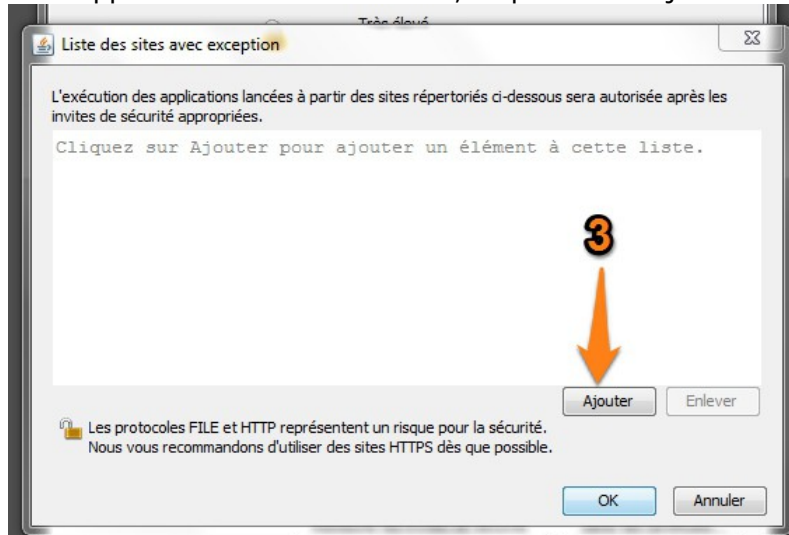 Très élevé
Liste des sites avec exception
L'exécution des applications lancées à partir des sites répertoriés ci-dessous sera autorisée après les
invites de sécurité appropriées.
Cliquez sur Ajouter pour ajouter un élément à cette liste.
3
Ajouter
Enlever
Les protocoles FILE et HTTP représentent un risque pour la sécurité.
Nous vous recommandons d'utiliser des sites HTTPS dès que possible.
OK
Annuler